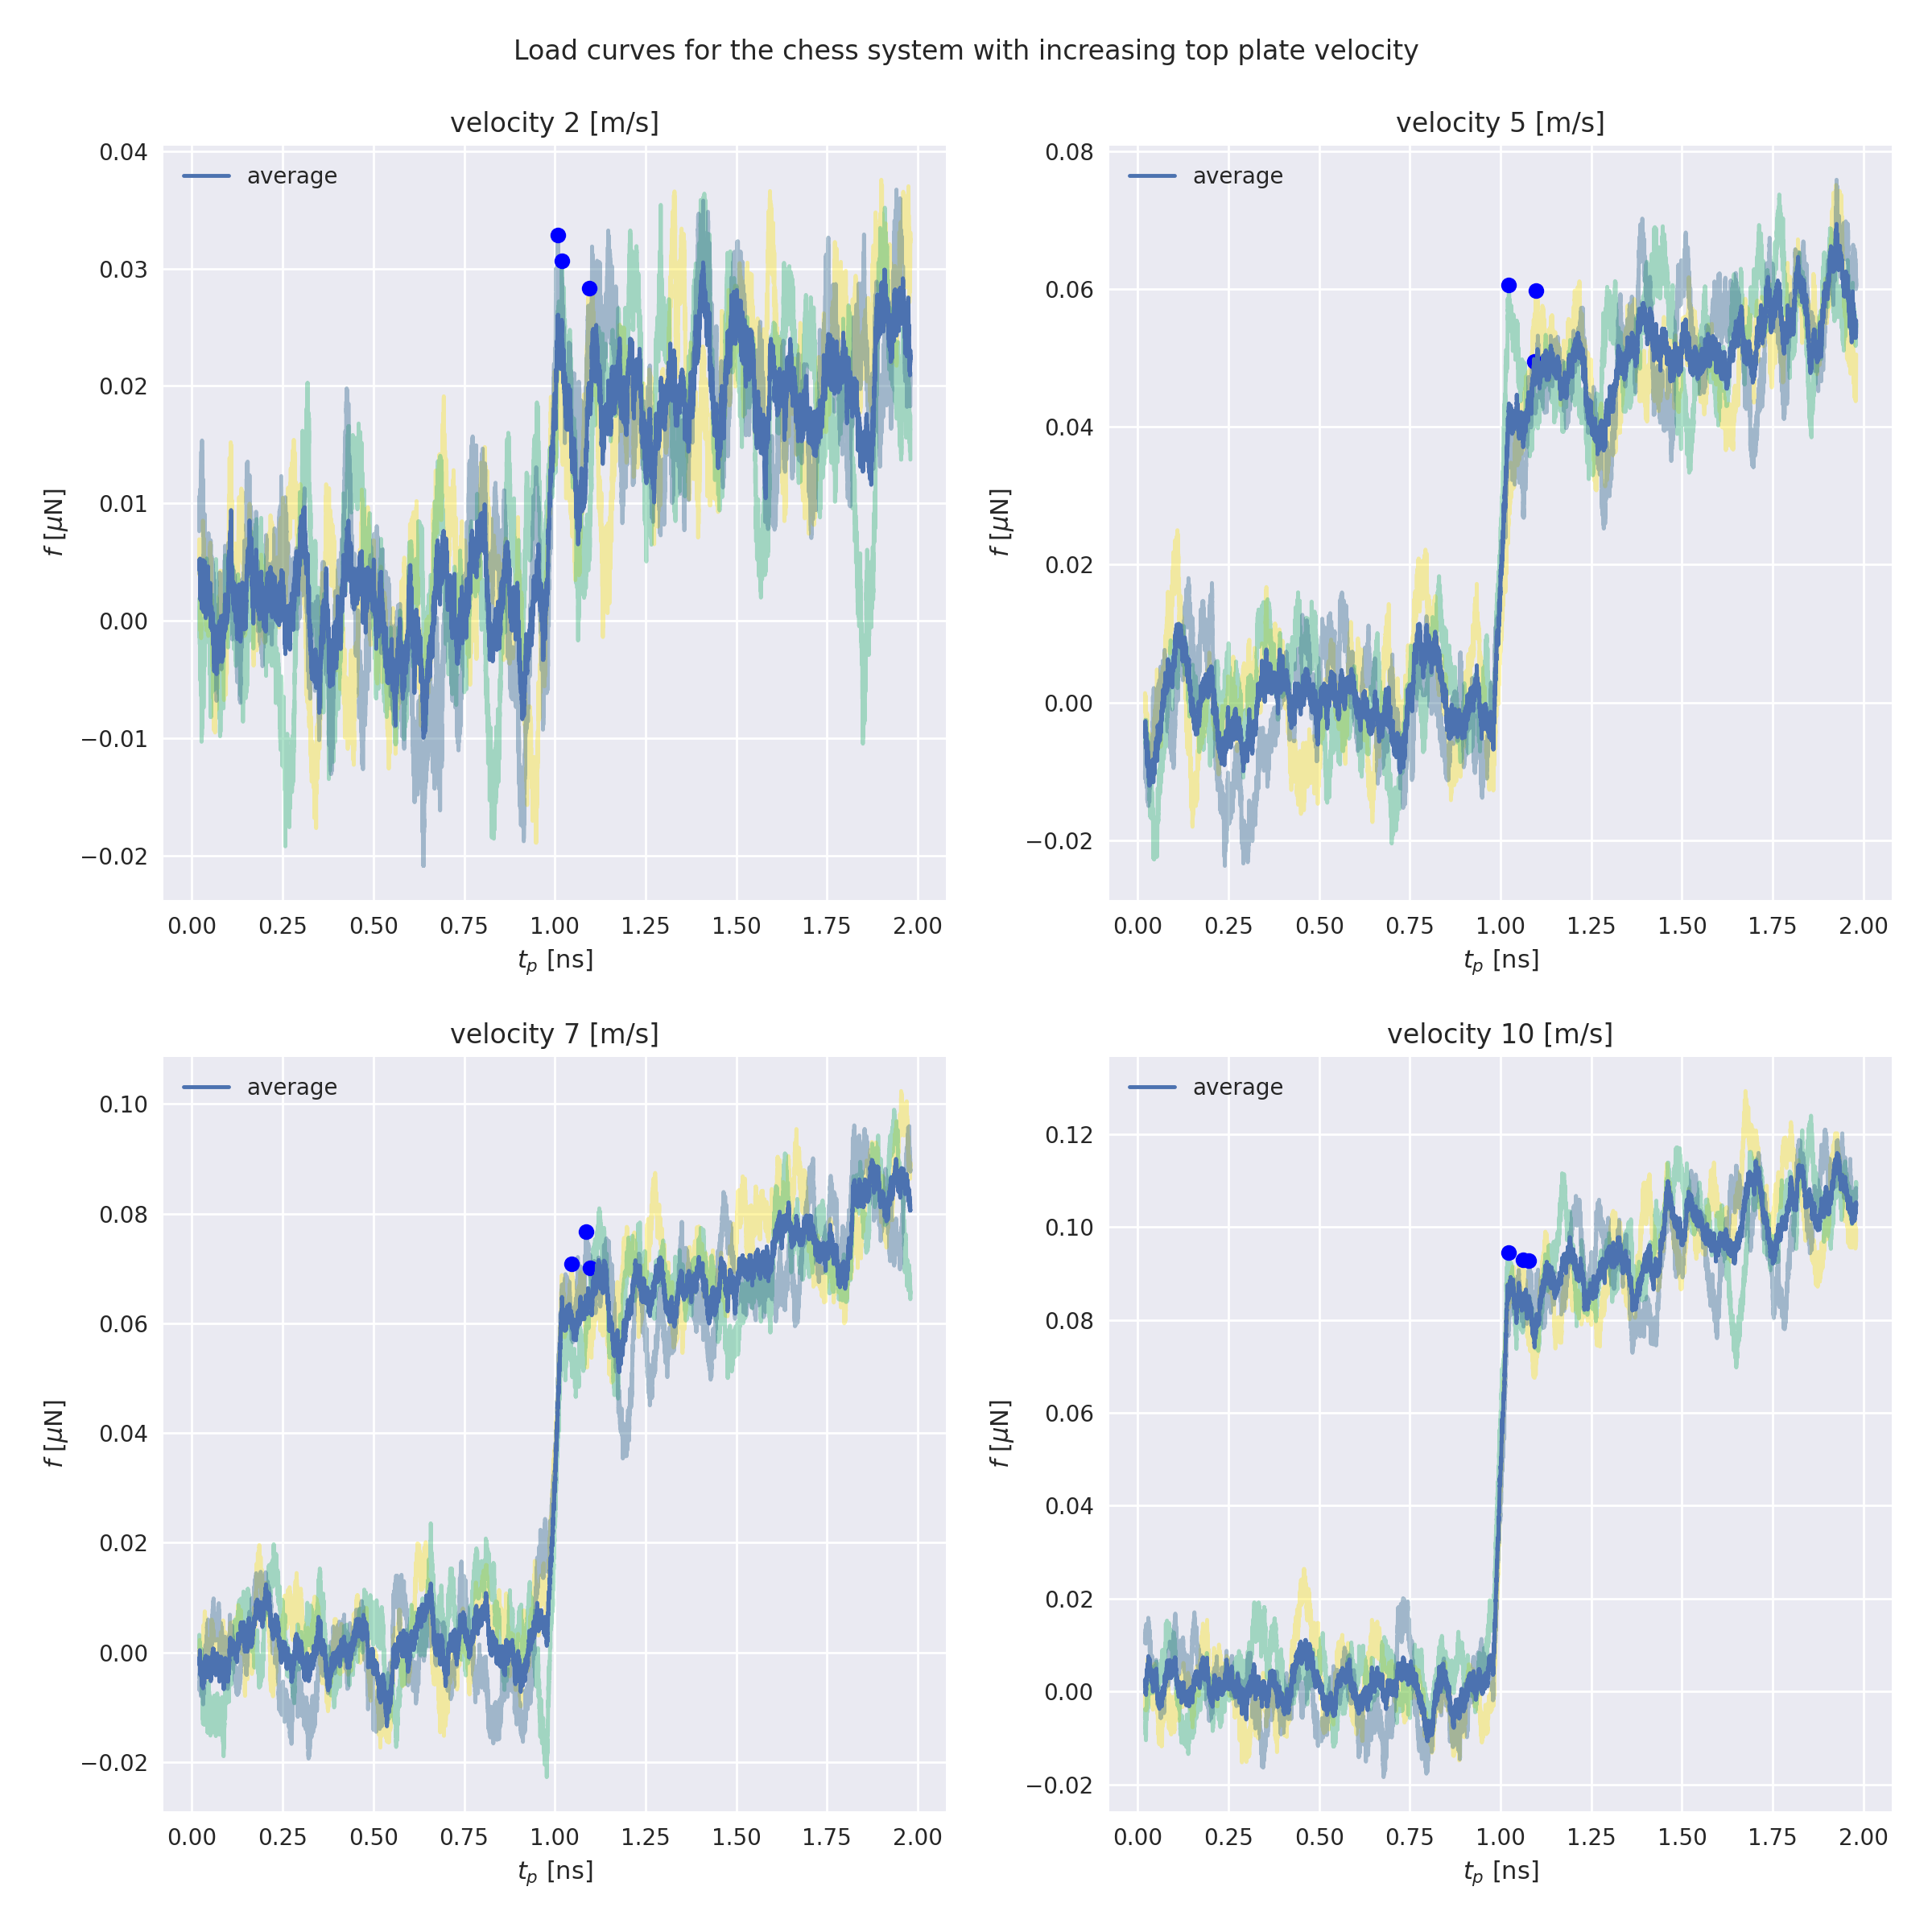 Load curves for the chess system with increasing top plate velocity
velocity 2 [m/s]
average
0.04
0.03
0.02
0.01
0.00
−0.01
−0.02
f [μN]
0.00 0.25 0.50 0.75 1.00 1.25 1.50 1.75 2.00
t_p [ns]
velocity 5 [m/s]
average
0.08
0.06
0.04
0.02
0.00
−0.02
f [μN]
0.00 0.25 0.50 0.75 1.00 1.25 1.50 1.75 2.00
t_p [ns]
velocity 7 [m/s]
average
0.10
0.08
0.06
0.04
0.02
0.00
−0.02
f [μN]
0.00 0.25 0.50 0.75 1.00 1.25 1.50 1.75 2.00
t_p [ns]
velocity 10 [m/s]
average
0.12
0.10
0.08
0.06
0.04
0.02
0.00
−0.02
f [μN]
0.00 0.25 0.50 0.75 1.00 1.25 1.50 1.75 2.00
t_p [ns]